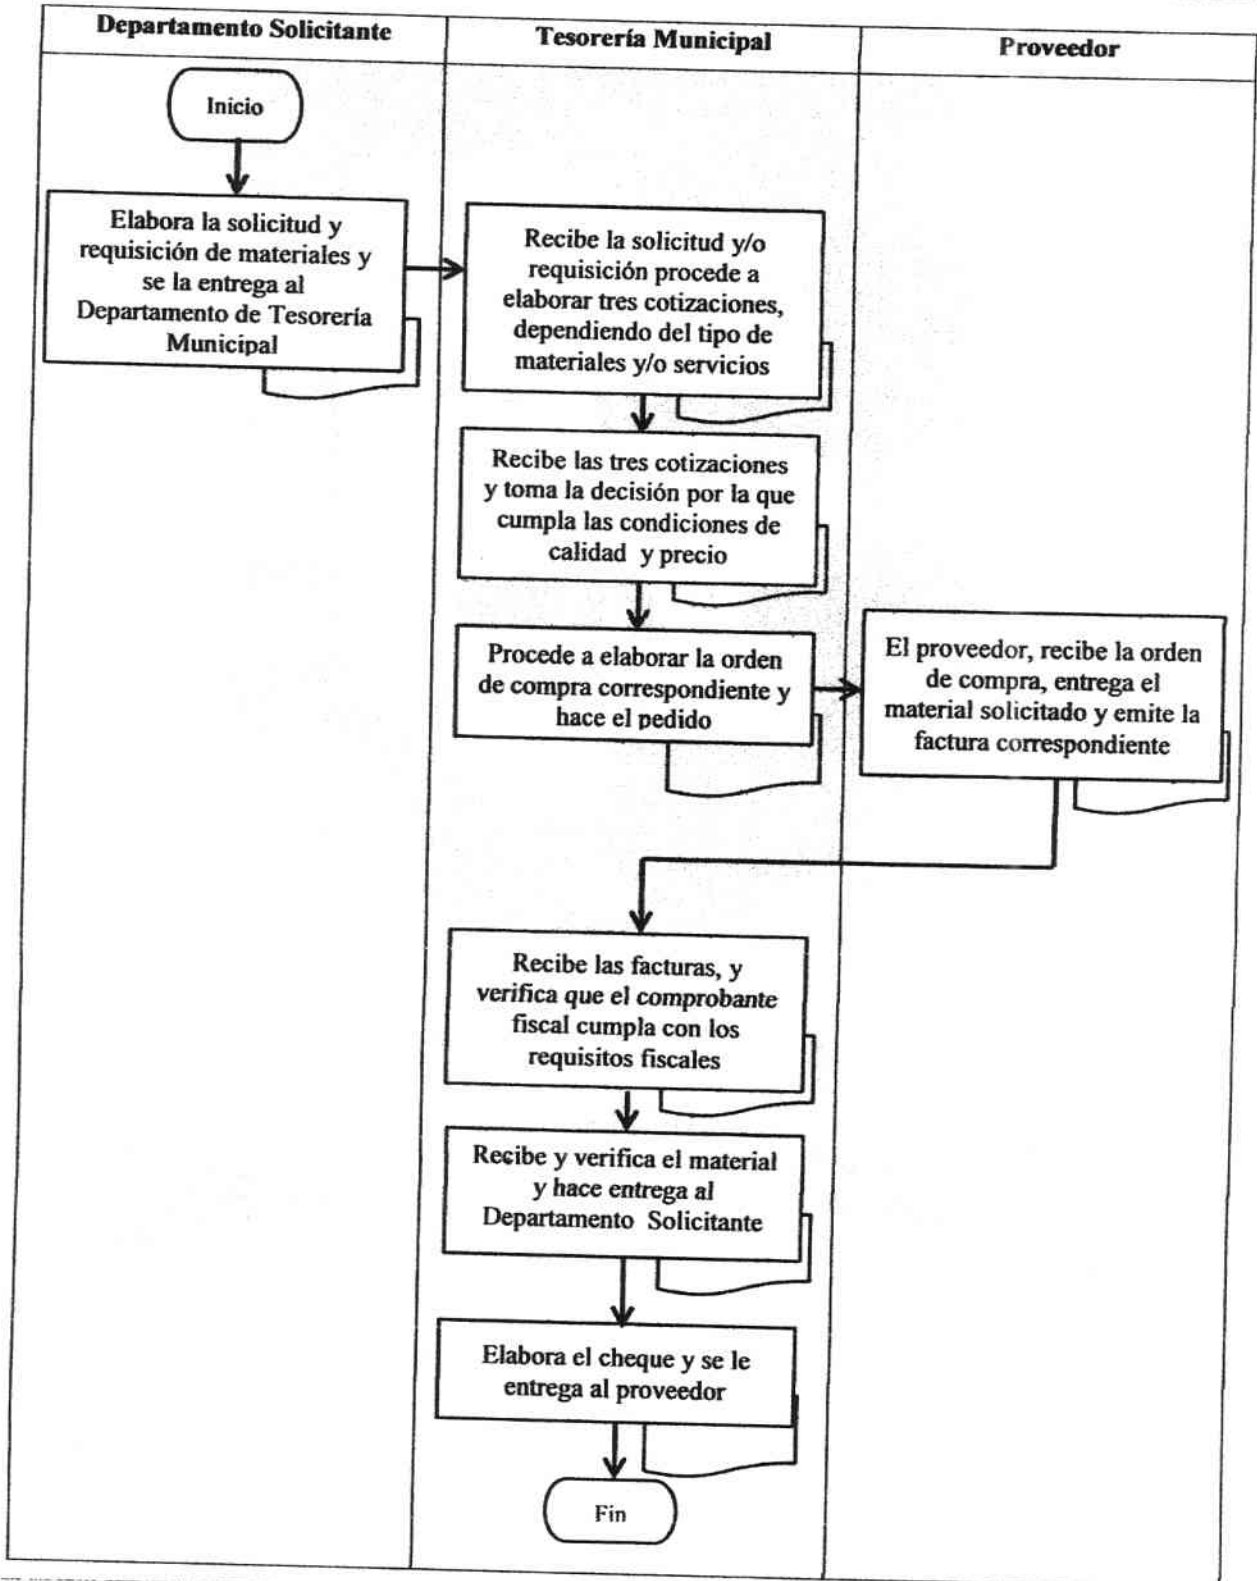 Departamento Solicitante
Tesorería Municipal
Proveedor
Inicio
Elabora la solicitud y
requisición de materiales y
se la entrega al
Departamento de Tesorería
Municipal
Recibe la solicitud y/o
requisición procede a
elaborar tres cotizaciones,
dependiendo del tipo de
materiales y/o servicios
Recibe las tres cotizaciones
y toma la decisión por la que
cumpla las condiciones de
calidad y precio
Procede a elaborar la orden
de compra correspondiente y
hace el pedido
El proveedor, recibe la orden
de compra, entrega el
material solicitado y emite la
factura correspondiente
Recibe las facturas, y
verifica que el comprobante
fiscal cumpla con los
requisitos fiscales
Recibe y verifica el material
y hace entrega al
Departamento Solicitante
Elabora el cheque y se le
entrega al proveedor
Fin